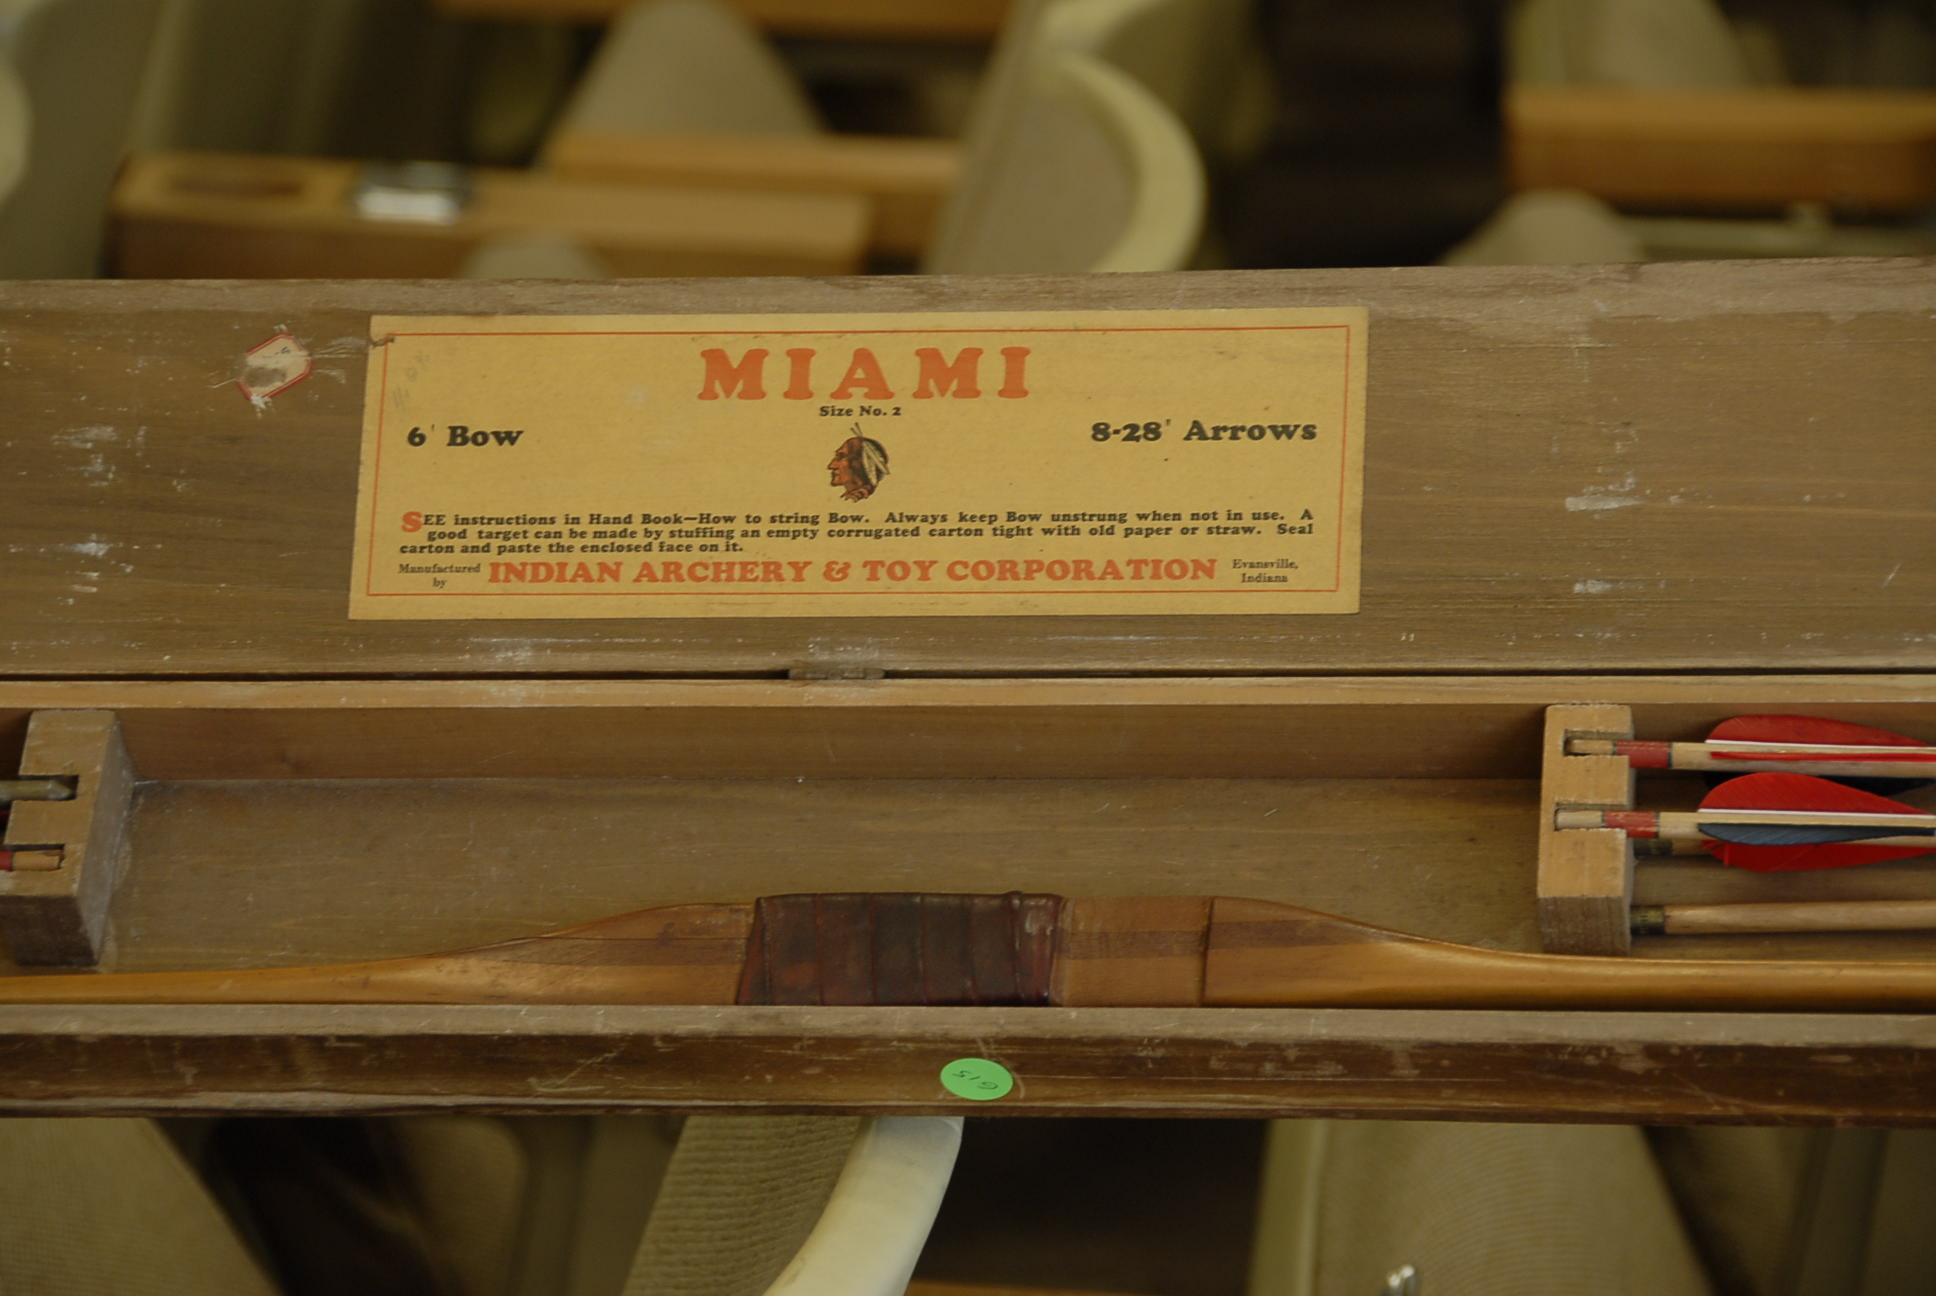 MIAMI
Size No. 2
6' Bow
8-28' Arrows
SEE instructions in Hand Book—How to string Bow. Always keep Bow unstrung when not in use. A
good target can be made by stuffing an empty corrugated carton tight with old paper or straw. Seal
carton and paste the enclosed face on it.
Manufactured
by
INDIAN ARCHERY & TOY CORPORATION
Evansville,
Indiana
G15